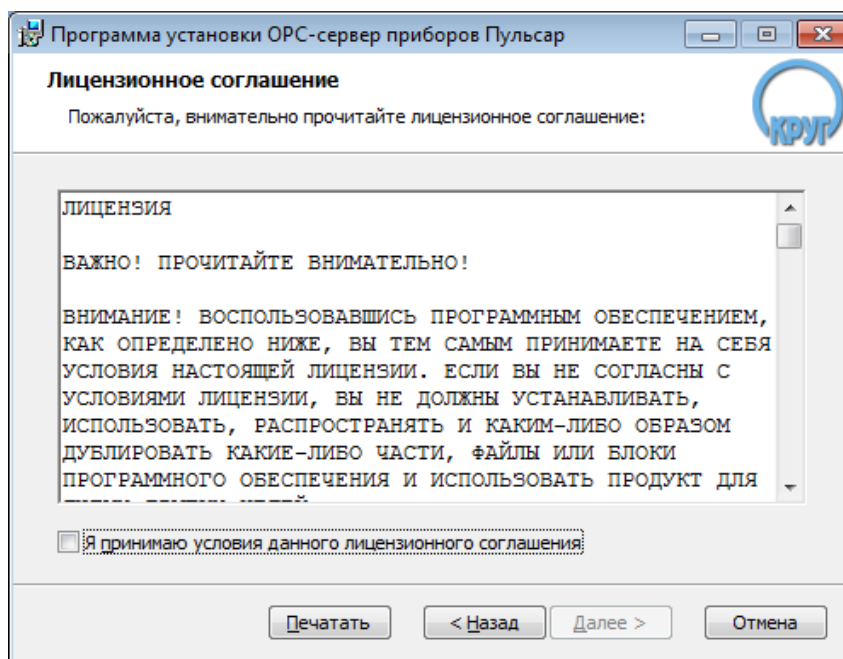 Программа установки OPC-сервер приборов Пульсар
Лицензионное соглашение
Пожалуйста, внимательно прочитайте лицензионное соглашение:
КРУГ
ЛИЦЕНЗИЯ
ВАЖНО! ПРОЧИТАЙТЕ ВНИМАТЕЛЬНО!
ВНИМАНИЕ! ВОСПОЛЬЗОВАВШИСЬ ПРОГРАММНЫМ ОБЕСПЕЧЕНИЕМ,
КАК ОПРЕДЕЛЕНО НИЖЕ, ВЫ ТЕМ САМЫМ ПРИНИМАЕТЕ НА СЕБЯ
УСЛОВИЯ НАСТОЯЩЕЙ ЛИЦЕНЗИИ. ЕСЛИ ВЫ НЕ СОГЛАСНЫ С
УСЛОВИЯМИ ЛИЦЕНЗИИ, ВЫ НЕ ДОЛЖНЫ УСТАНАВЛИВАТЬ,
ИСПОЛЬЗОВАТЬ, РАСПРОСТРАНЯТЬ И КАКИМ-ЛИБО ОБРАЗОМ
ДУБЛИРОВАТЬ КАКИЕ-ЛИБО ЧАСТИ, ФАЙЛЫ ИЛИ БЛОКИ
ПРОГРАММНОГО ОБЕСПЕЧЕНИЯ И ИСПОЛЬЗОВАТЬ ПРОДУКТ ДЛЯ
Я принимаю условия данного лицензионного соглашения
Печатать
< Назад
Далее >
Отмена